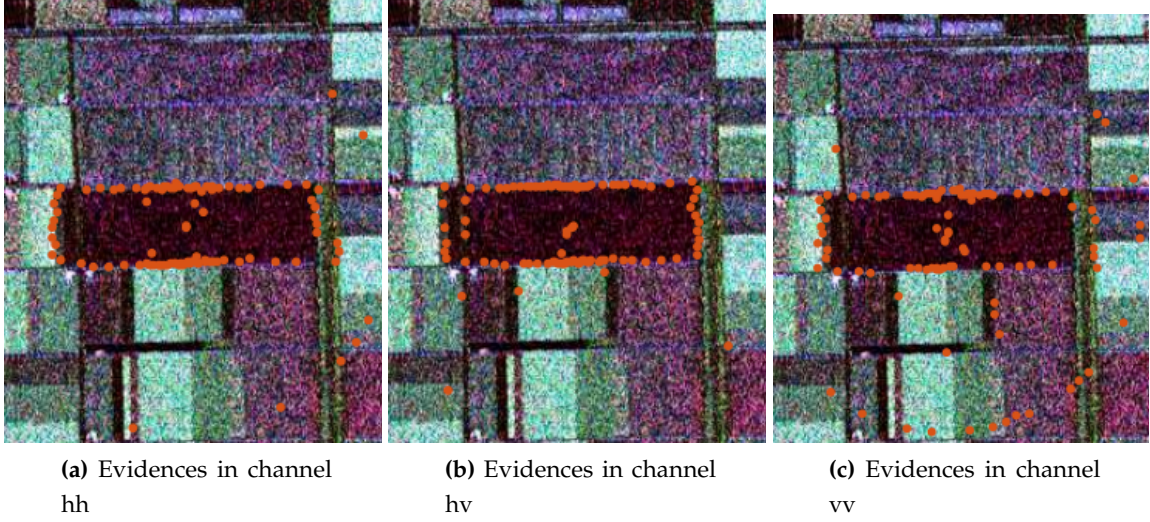 (a) Evidences in channel
hh
(b) Evidences in channel
hv
(c) Evidences in channel
vv